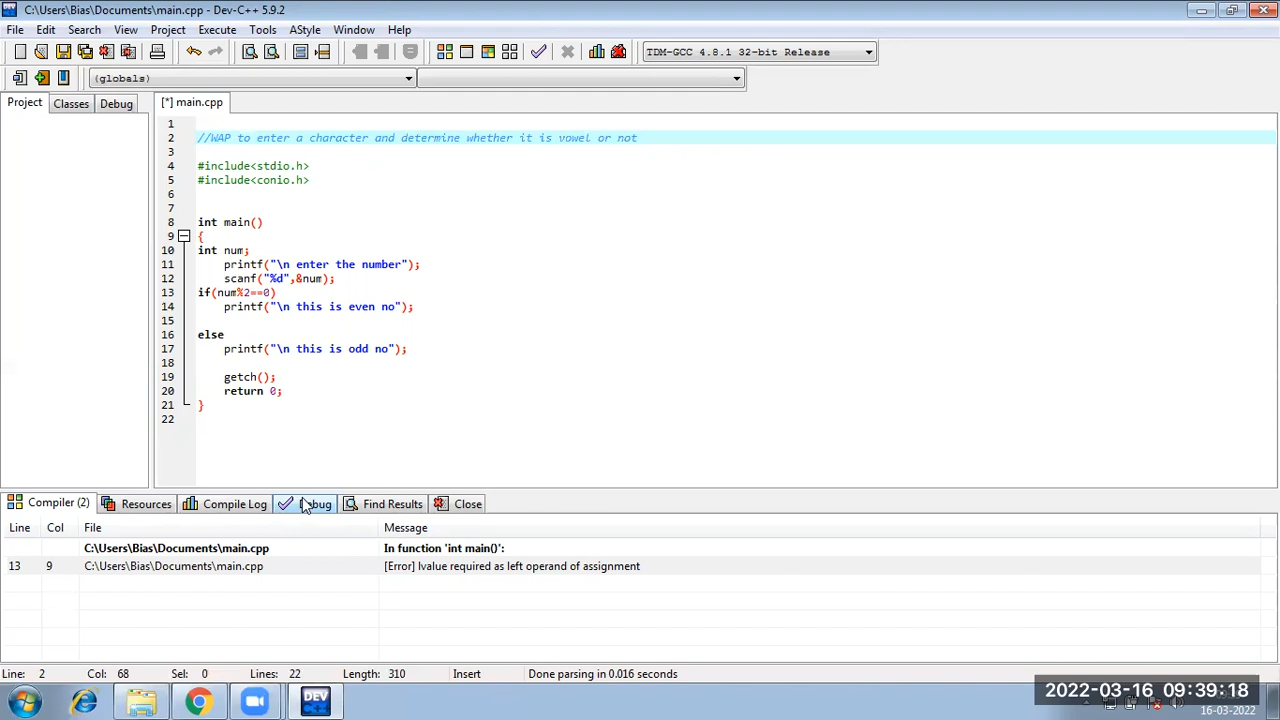 C:\Users\Bias\Documents\main.cpp - Dev-C++ 5.9.2
File Edit Search View Project Execute Tools AStyle Window Help
TDM-GCC 4.8.1 32-bit Release
(globals)
Project Classes Debug [*] main.cpp
1
2 //WAP to enter a character and determine whether it is vowel or not
3
4 #include<stdio.h>
5 #include<conio.h>
6
7
8 int main()
9 {
10 int num;
11 printf("\n enter the number");
12 scanf("%d",&num);
13 if(num%2==0)
14 printf("\n this is even no");
15
16 else
17 printf("\n this is odd no");
18
19 getch();
20 return 0;
21 }
22
Compiler (2) Resources Compile Log Debug Find Results Close
Line Col File Message
C:\Users\Bias\Documents\main.cpp In function 'int main()':
13 9 C:\Users\Bias\Documents\main.cpp [Error] lvalue required as left operand of assignment
Line: 2 Col: 68 Sel: 0 Lines: 22 Length: 310 Insert Done parsing in 0.016 seconds
DEV
2022-03-16 09:39:18
16-03-2022